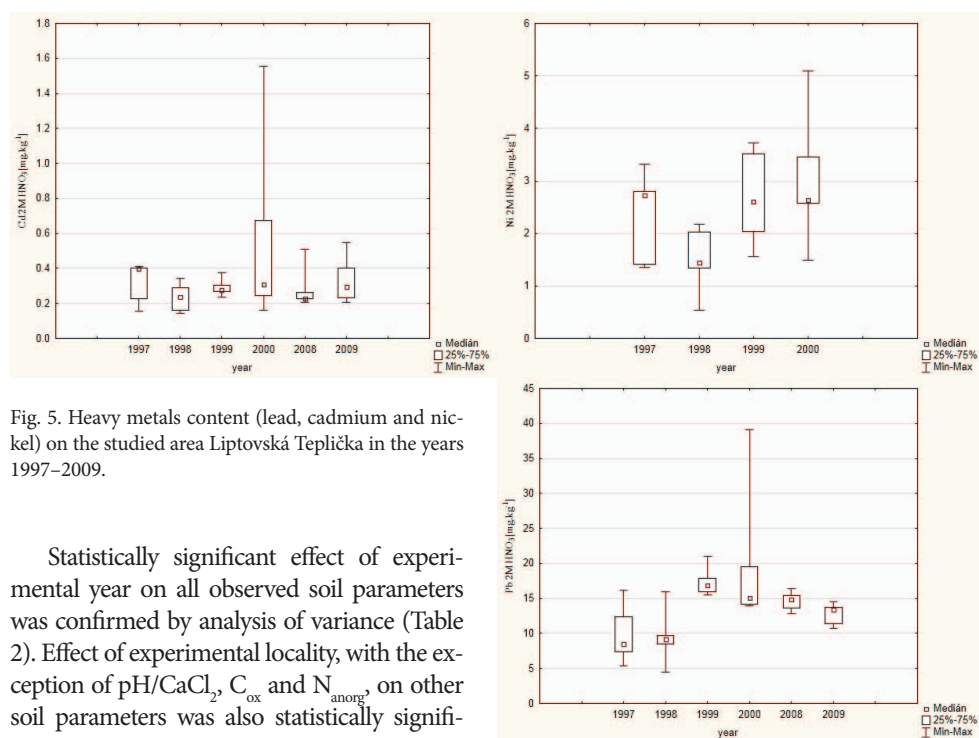 1.8
1.6
1.4
1.2
1.0
0.8
0.6
0.4
0.2
0.0
Cd 2M HNO₃[mg.kg⁻¹]
1997 1998 1999 2000 2008 2009
year
Medián
25%-75%
Min-Max
6
5
4
3
2
1
0
Ni 2M HNO₃[mg.kg⁻¹]
1997 1998 1999 2000
year
Medián
25%-75%
Min-Max
Fig. 5. Heavy metals content (lead, cadmium and nic-
kel) on the studied area Liptovská Teplička in the years
1997–2009.
45
40
35
30
25
20
15
10
5
0
Pb 2M HNO₃[mg.kg⁻¹]
1997 1998 1999 2000 2008 2009
year
Medián
25%-75%
Min-Max
Statistically significant effect of experi-
mental year on all observed soil parameters
was confirmed by analysis of variance (Table
2). Effect of experimental locality, with the ex-
ception of pH/CaCl₂, Cₒₓ and Nanorg, on other
soil parameters was also statistically signifi-